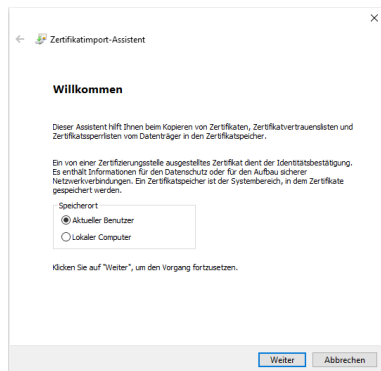 Zertifikatimport-Assistent
Willkommen
Dieser Assistent hilft Ihnen beim Kopieren von Zertifikaten, Zertifikatvertrauenslisten und
Zertifikatssperrlisten vom Datenträger in den Zertifikatspeicher.
Ein von einer Zertifizierungsstelle ausgestelltes Zertifikat dient der Identitätsbestätigung.
Es enthält Informationen für den Datenschutz oder für den Aufbau sicherer
Netzwerkverbindungen. Ein Zertifikatspeicher ist der Systembereich, in dem Zertifikate
gespeichert werden.
Speicherort
Aktueller Benutzer
Lokaler Computer
Klicken Sie auf "Weiter", um den Vorgang fortzusetzen.
Weiter Abbrechen